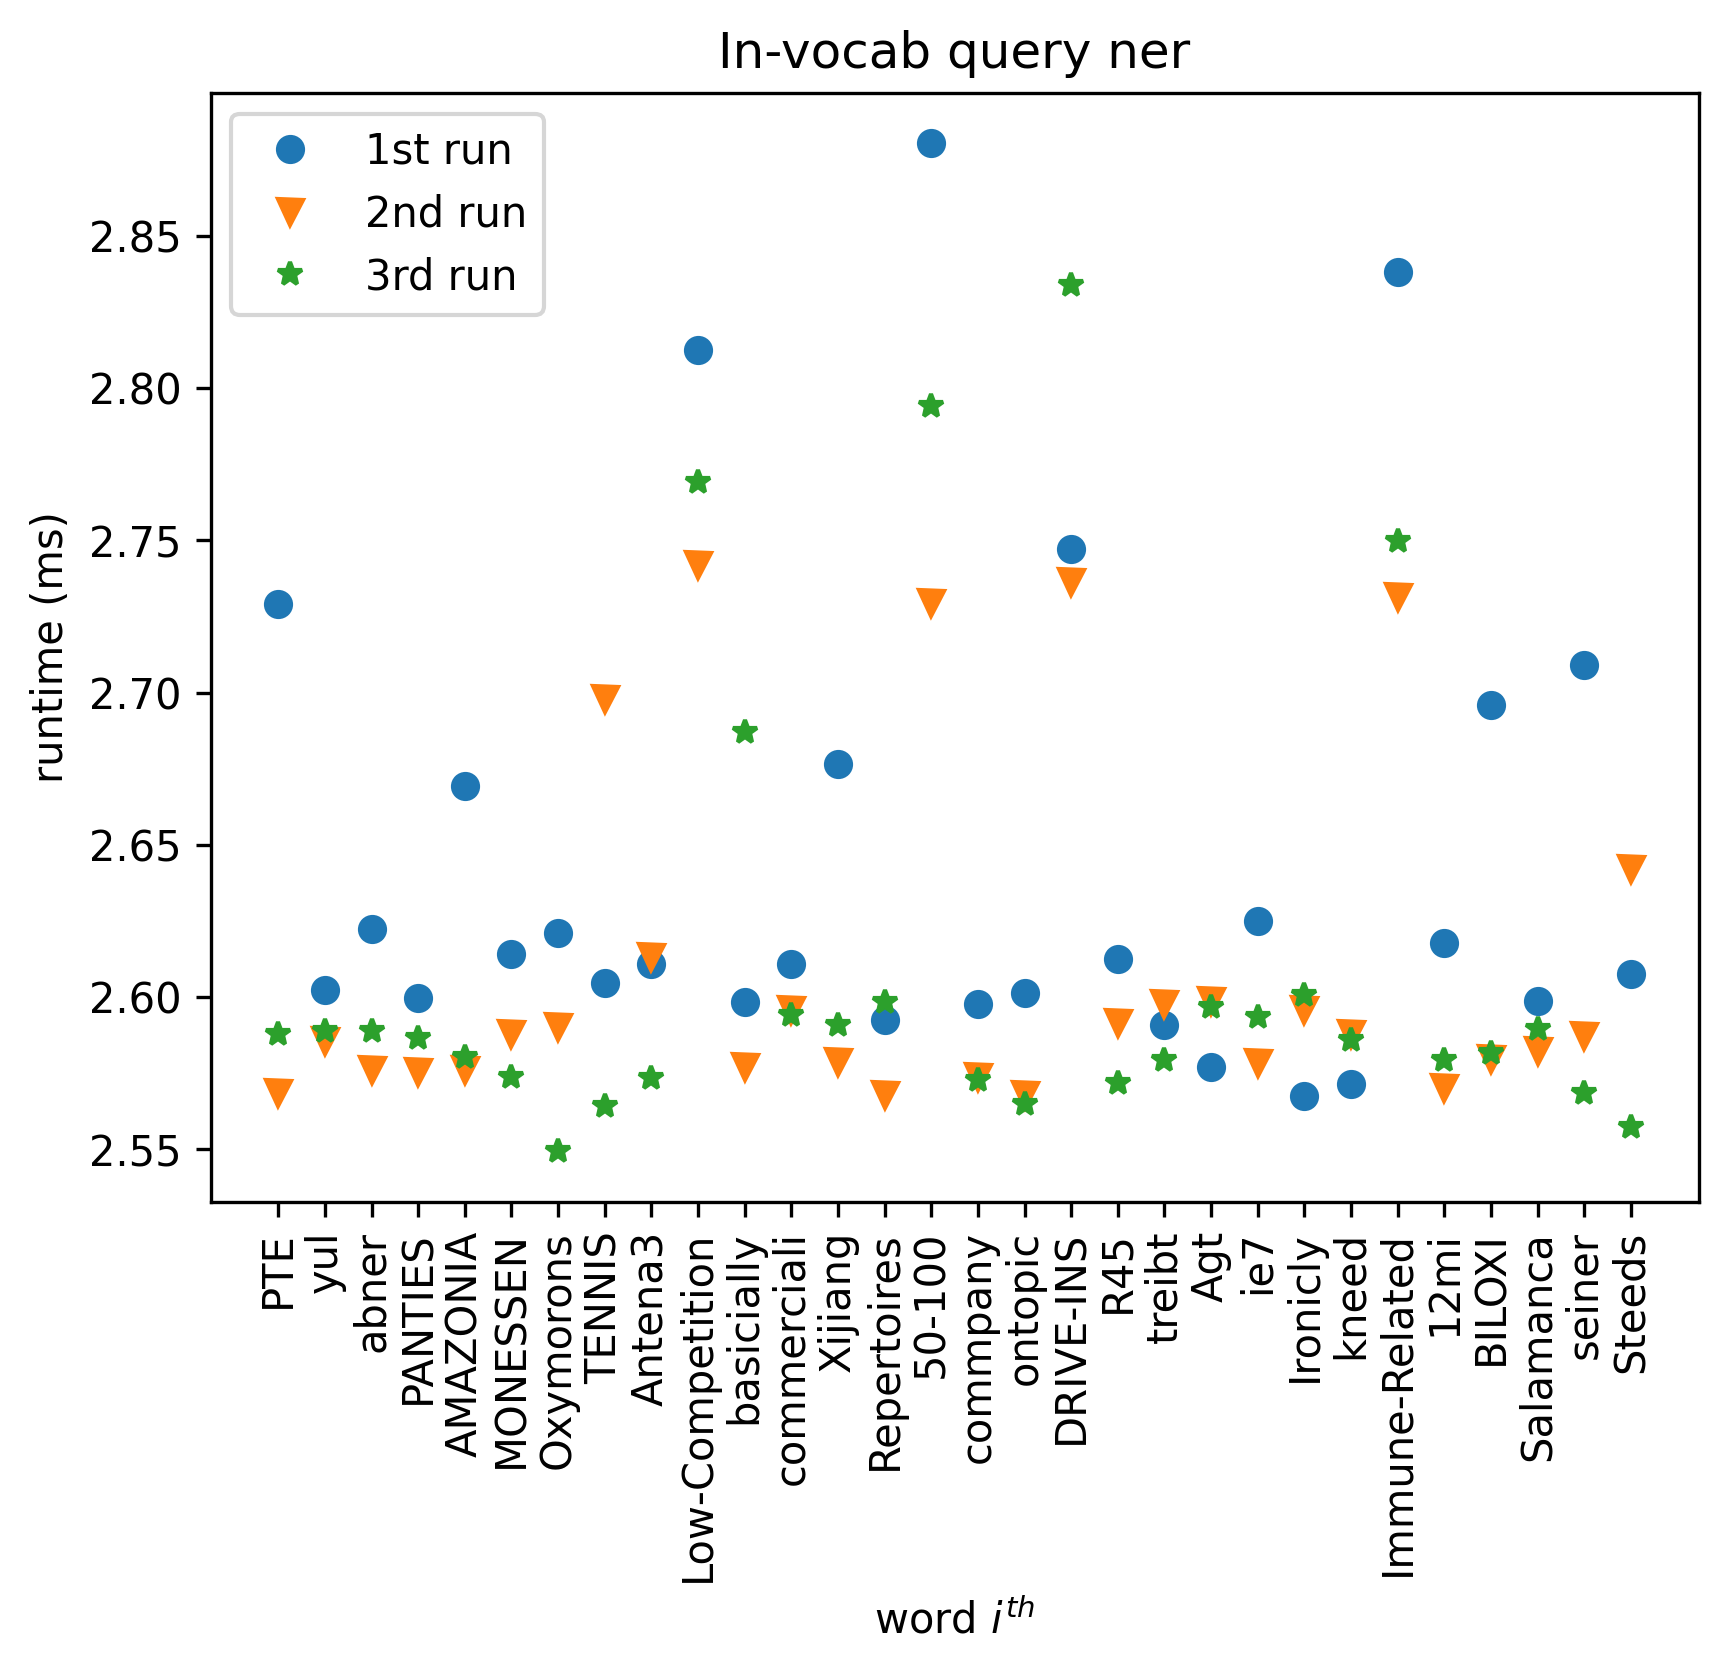 In-vocab query ner
1st run
2nd run
3rd run
runtime (ms)
2.85
2.80
2.75
2.70
2.65
2.60
2.55
PTE
yul
abner
PANTIES
AMAZONIA
MONESSEN
Oxymorons
TENNIS
Antena3
Low-Competition
basicially
commerciali
Xijiang
Repertoires
50-100
commpany
ontopic
DRIVE-INS
R45
treibt
Agt
ie7
Ironicly
kneed
Immune-Related
12mi
BILOXI
Salamanca
seiner
Steeds
word i^th